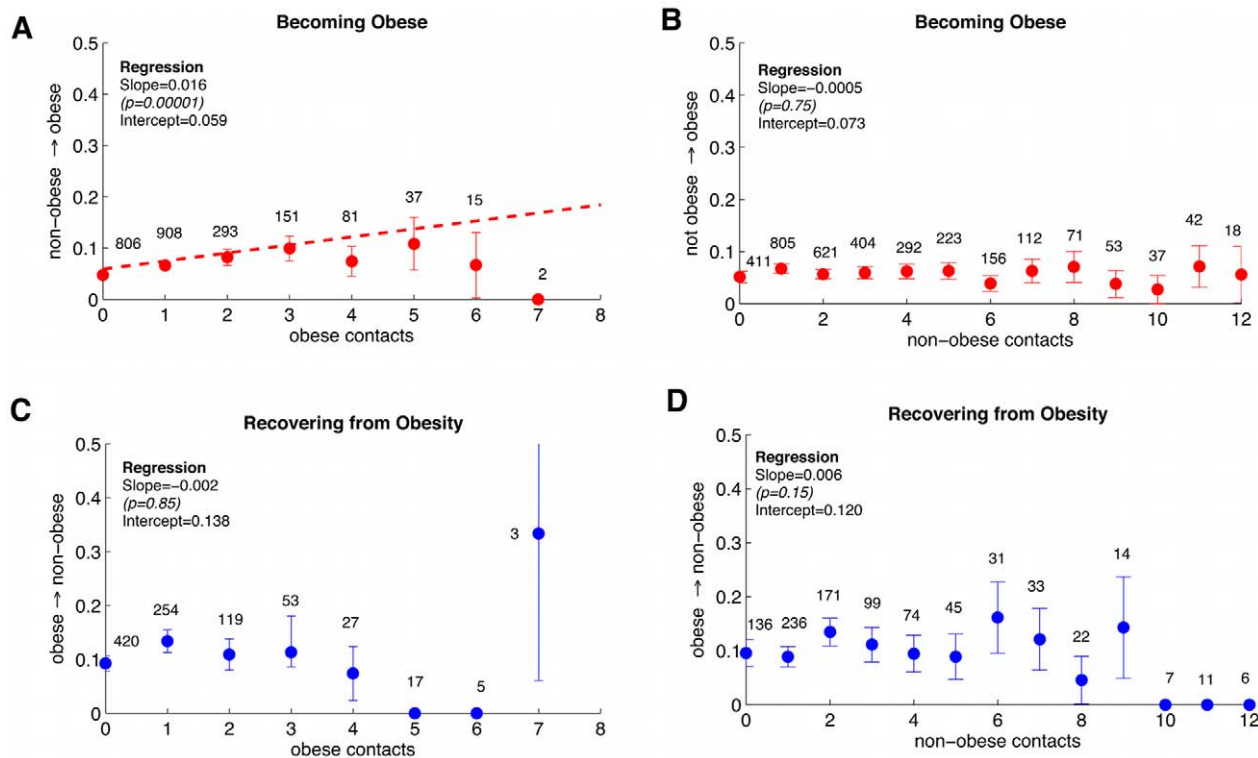 A
Becoming Obese
0.5
0.4
0.3
0.2
0.1
0
non-obese → obese
Regression
Slope=0.016
(p=0.00001)
Intercept=0.059
806
908
293
151
81
37
15
2
0 1 2 3 4 5 6 7 8
obese contacts
B
Becoming Obese
0.5
0.4
0.3
0.2
0.1
0
not obese → obese
Regression
Slope=−0.0005
(p=0.75)
Intercept=0.073
411
805
621
404
292
223
156
112
71
53
37
42
18
0 2 4 6 8 10 12
non−obese contacts
C
Recovering from Obesity
0.5
0.4
0.3
0.2
0.1
0
obese → non-obese
Regression
Slope=−0.002
(p=0.85)
Intercept=0.138
420
254
119
53
27
17
5
3
0 1 2 3 4 5 6 7 8
obese contacts
D
Recovering from Obesity
0.5
0.4
0.3
0.2
0.1
0
obese → non-obese
Regression
Slope=0.006
(p=0.15)
Intercept=0.120
136
236
171
99
74
45
31
33
22
14
7
11
6
0 2 4 6 8 10 12
non−obese contacts